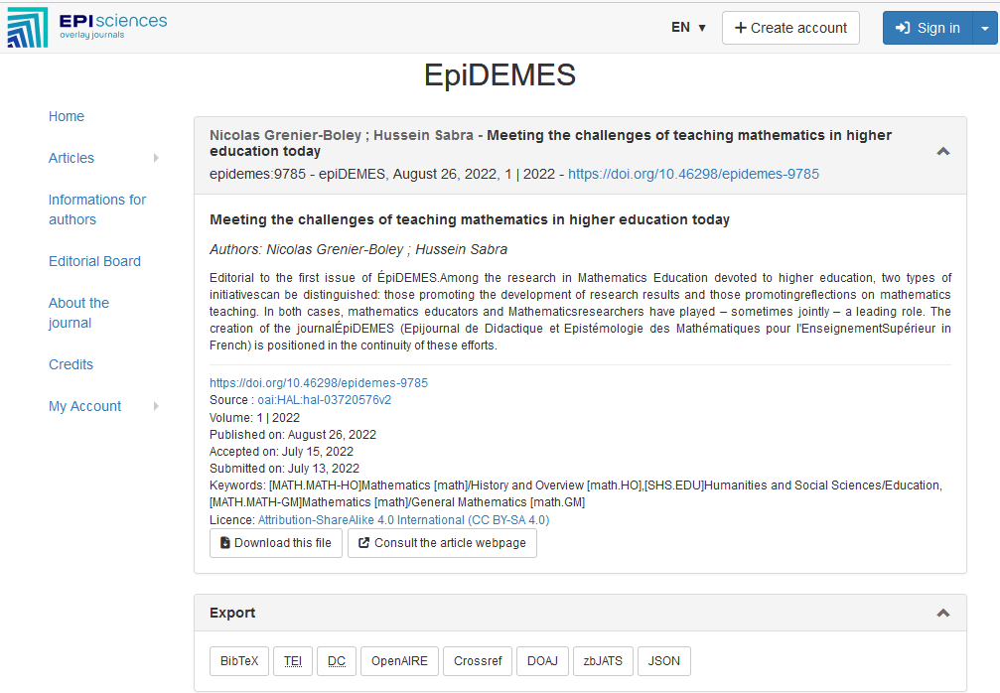 EPIsciences
overlay journals
EN ▼
+ Create account
Sign in
EpiDEMES
Home
Articles
Informations for
authors
Editorial Board
About the
journal
Credits
My Account
Nicolas Grenier-Boley ; Hussein Sabra - Meeting the challenges of teaching mathematics in higher
education today
epidemes:9785 - epiDEMES, August 26, 2022, 1 | 2022 - https://doi.org/10.46298/epidemes-9785
Meeting the challenges of teaching mathematics in higher education today
Authors: Nicolas Grenier-Boley ; Hussein Sabra
Editorial to the first issue of ÉpiDEMES.Among the research in Mathematics Education devoted to higher education, two types of
initiativescan be distinguished: those promoting the development of research results and those promotingreflections on mathematics
teaching. In both cases, mathematics educators and Mathematicsresearchers have played – sometimes jointly – a leading role. The
creation of the journalÉpiDEMES (Epijournal de Didactique et Epistémologie des Mathématiques pour l'EnseignementSupérieur in
French) is positioned in the continuity of these efforts.
https://doi.org/10.46298/epidemes-9785
Source : oai:HAL:hal-03720576v2
Volume: 1 | 2022
Published on: August 26, 2022
Accepted on: July 15, 2022
Submitted on: July 13, 2022
Keywords: [MATH.MATH-HO]Mathematics [math]/History and Overview [math.HO],[SHS.EDU]Humanities and Social Sciences/Education,
[MATH.MATH-GM]Mathematics [math]/General Mathematics [math.GM]
Licence: Attribution-ShareAlike 4.0 International (CC BY-SA 4.0)
Download this file
Consult the article webpage
Export
BibTeX
TEI
DC
OpenAIRE
Crossref
DOAJ
zbJATS
JSON